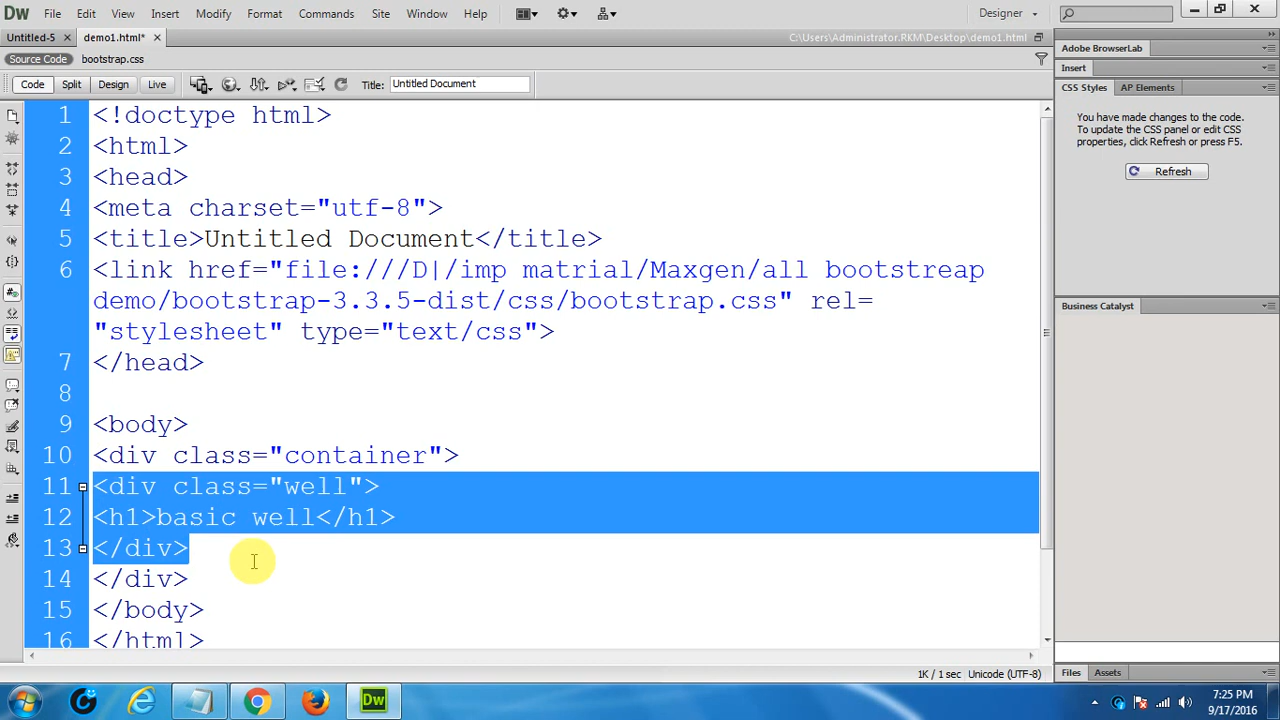 Dw File Edit View Insert Modify Format Commands Site Window Help Designer
Untitled-5 × demo1.html* × C:\Users\Administrator.RKM\Desktop\demo1.html
Source Code bootstrap.css
Code Split Design Live Title: Untitled Document
1 <!doctype html>
2 <html>
3 <head>
4 <meta charset="utf-8">
5 <title>Untitled Document</title>
6 <link href="file:///D|/imp matrial/Maxgen/all bootstreap
demo/bootstrap-3.3.5-dist/css/bootstrap.css" rel=
"stylesheet" type="text/css">
7 </head>
8
9 <body>
10 <div class="container">
11 <div class="well">
12 <h1>basic well</h1>
13 </div>
14 </div>
15 </body>
16 </html>
1K / 1 sec Unicode (UTF-8)
Adobe BrowserLab
Insert
CSS Styles AP Elements
You have made changes to the code.
To update the CSS panel or edit CSS
properties, click Refresh or press F5.
Refresh
Business Catalyst
Files Assets
Dw
7:25 PM
9/17/2016